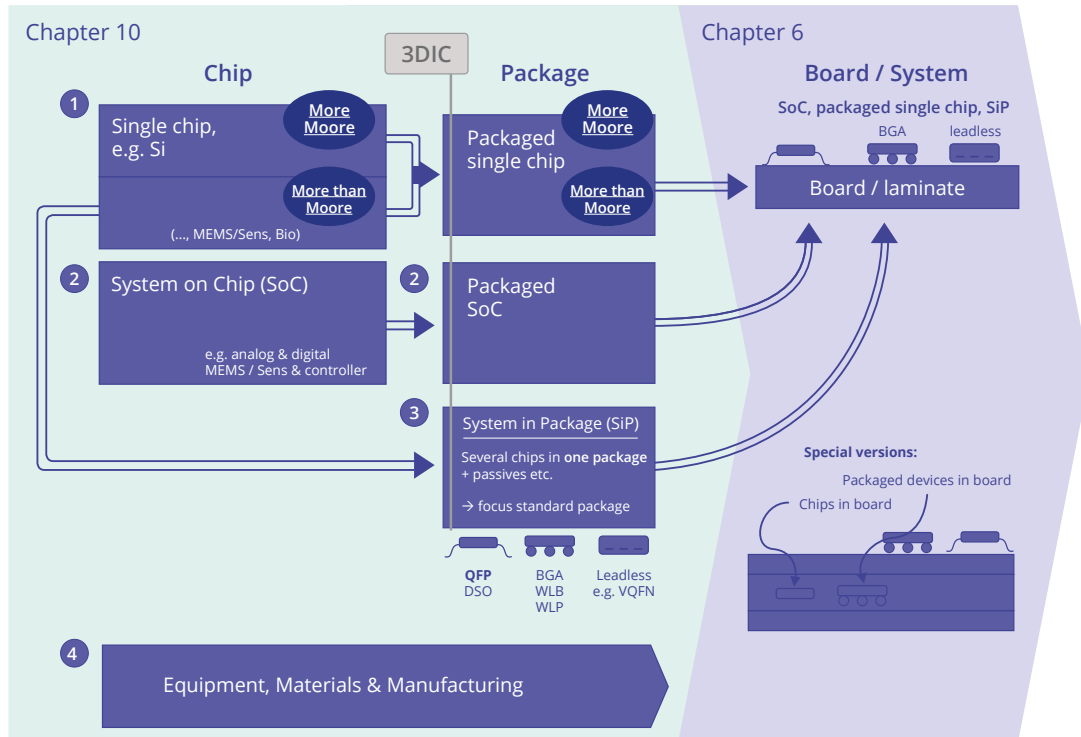 Chapter 10
Chapter 6
3DIC
Chip
Package
Board / System
1
Single chip,
e.g. Si
More
Moore
More than
Moore
(..., MEMS/Sens, Bio)
Packaged
single chip
More
Moore
More than
Moore
SoC, packaged single chip, SiP
BGA
leadless
Board / laminate
2
System on Chip (SoC)
e.g. analog & digital
MEMS / Sens & controller
2
Packaged
SoC
3
System in Package (SiP)
Several chips in one package
+ passives etc.
→ focus standard package
QFP
DSO
BGA
WLB
WLP
Leadless
e.g. VQFN
Special versions:
Packaged devices in board
Chips in board
4
Equipment, Materials & Manufacturing